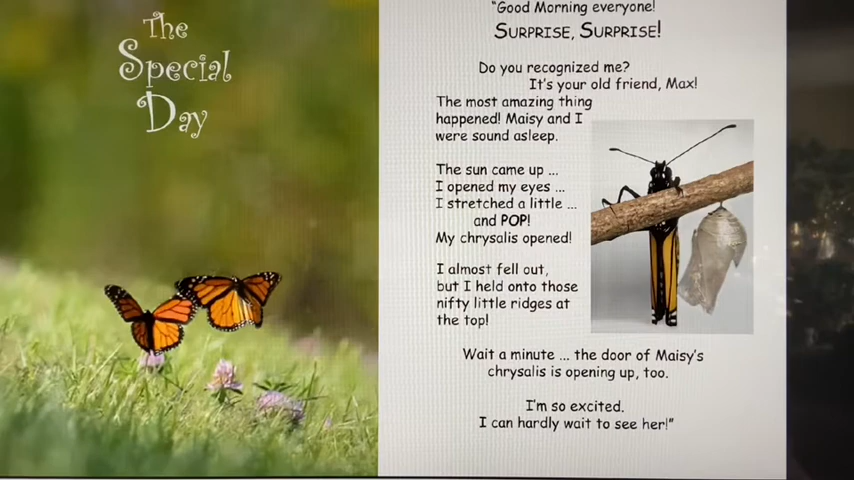 The
Special
Day
"Good Morning everyone!
SURPRISE, SURPRISE!
Do you recognized me?
It's your old friend, Max!
The most amazing thing
happened! Maisy and I
were sound asleep.
The sun came up ...
I opened my eyes ...
I stretched a little ...
and POP!
My chrysalis opened!
I almost fell out,
but I held onto those
nifty little ridges at
the top!
Wait a minute ... the door of Maisy's
chrysalis is opening up, too.
I'm so excited.
I can hardly wait to see her!"